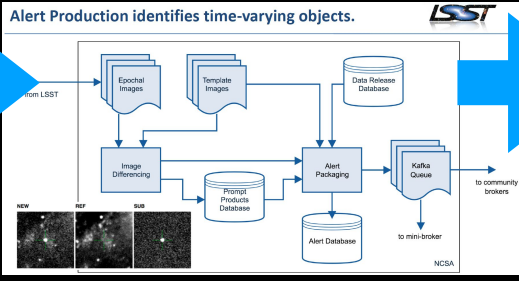 Alert Production identifies time-varying objects.
LSST
Epochal
Images
Template
Images
Data Release
Database
from LSST
Image
Differencing
Alert
Packaging
Kafka
Queue
Prompt
Products
Database
to community
brokers
NEW
REF
SUB
Alert Database
to mini-broker
NCSA